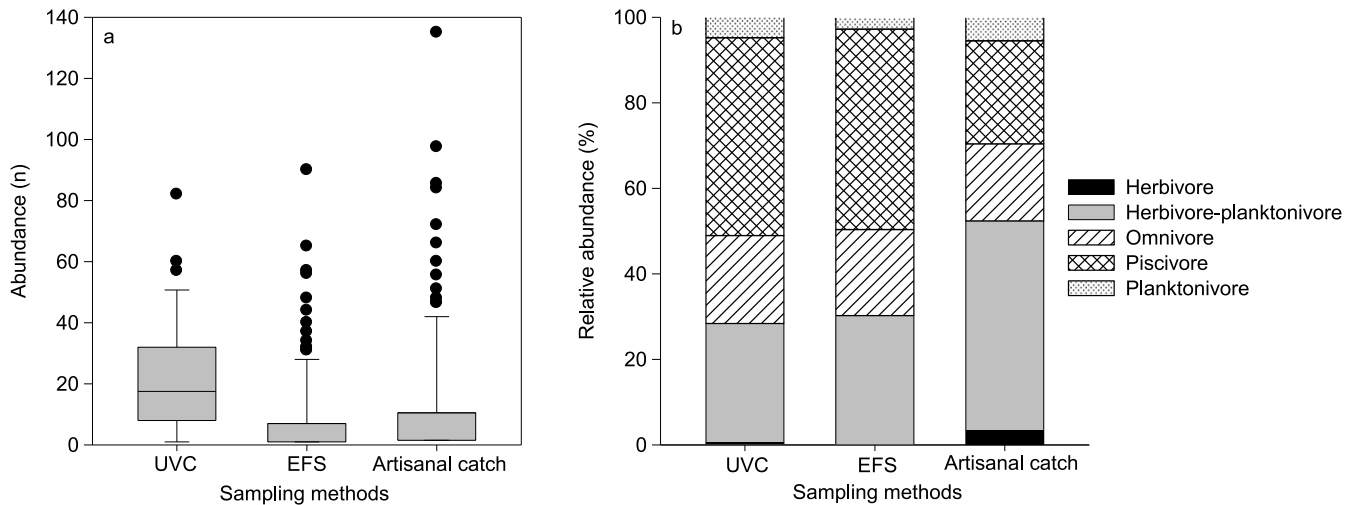 a
140
120
100
80
60
40
20
0
Abundance (n)
UVC EFS Artisanal catch
Sampling methods
b
100
80
60
40
20
0
Relative abundance (%)
UVC EFS Artisanal catch
Sampling methods
Herbivore
Herbivore-planktonivore
Omnivore
Piscivore
Planktonivore